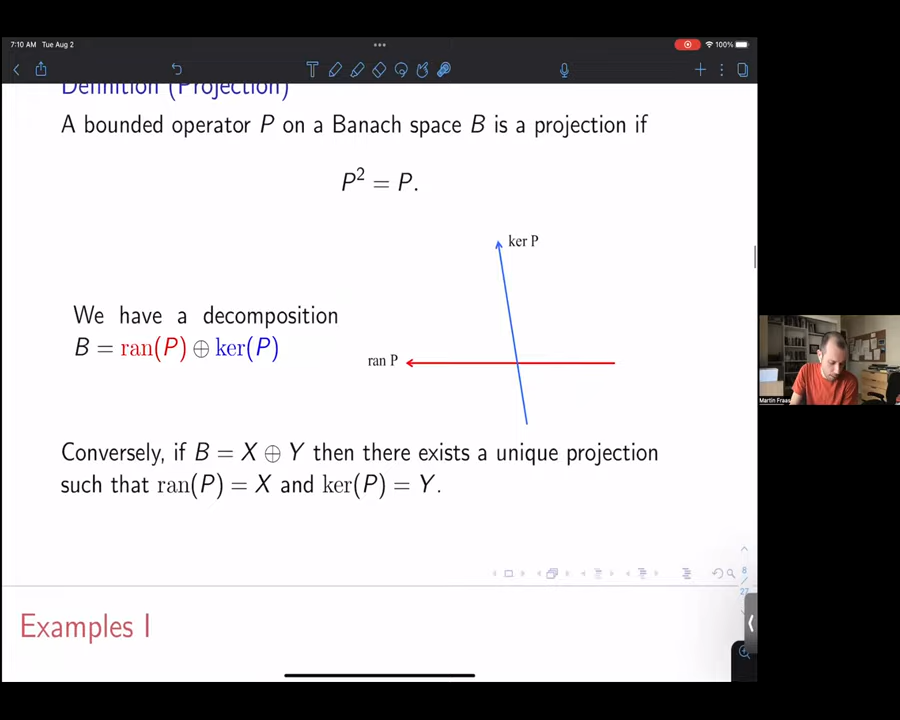 7:10 AM Tue Aug 2
100%
Definition (Projection)
A bounded operator P on a Banach space B is a projection if
P² = P.
ker P
We have a decomposition
B = ran(P) ⊕ ker(P)
ran P
Conversely, if B = X ⊕ Y then there exists a unique projection
such that ran(P) = X and ker(P) = Y.
8
/
27
Examples I
Martin Fraas